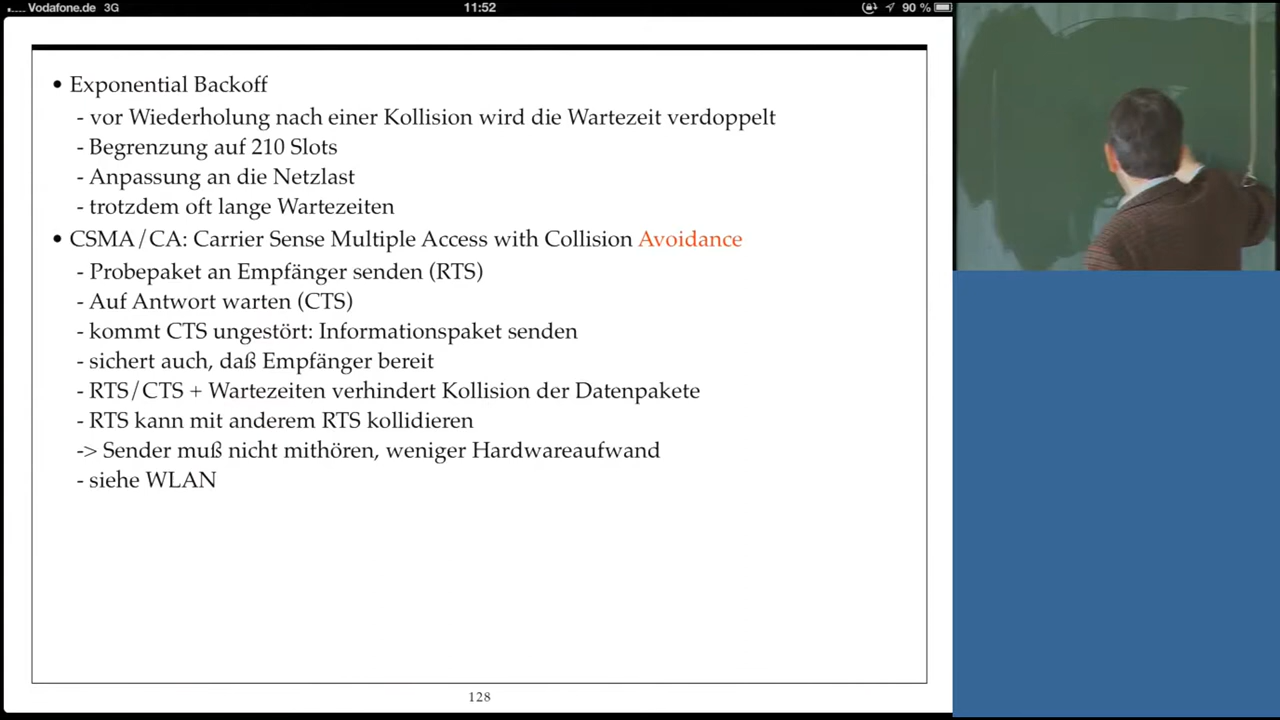 Vodafone.de 3G 11:52 90 %
• Exponential Backoff
- vor Wiederholung nach einer Kollision wird die Wartezeit verdoppelt
- Begrenzung auf 210 Slots
- Anpassung an die Netzlast
- trotzdem oft lange Wartezeiten
• CSMA/CA: Carrier Sense Multiple Access with Collision Avoidance
- Probepaket an Empfänger senden (RTS)
- Auf Antwort warten (CTS)
- kommt CTS ungestört: Informationspaket senden
- sichert auch, daß Empfänger bereit
- RTS/CTS + Wartezeiten verhindert Kollision der Datenpakete
- RTS kann mit anderem RTS kollidieren
-> Sender muß nicht mithören, weniger Hardwareaufwand
- siehe WLAN
128